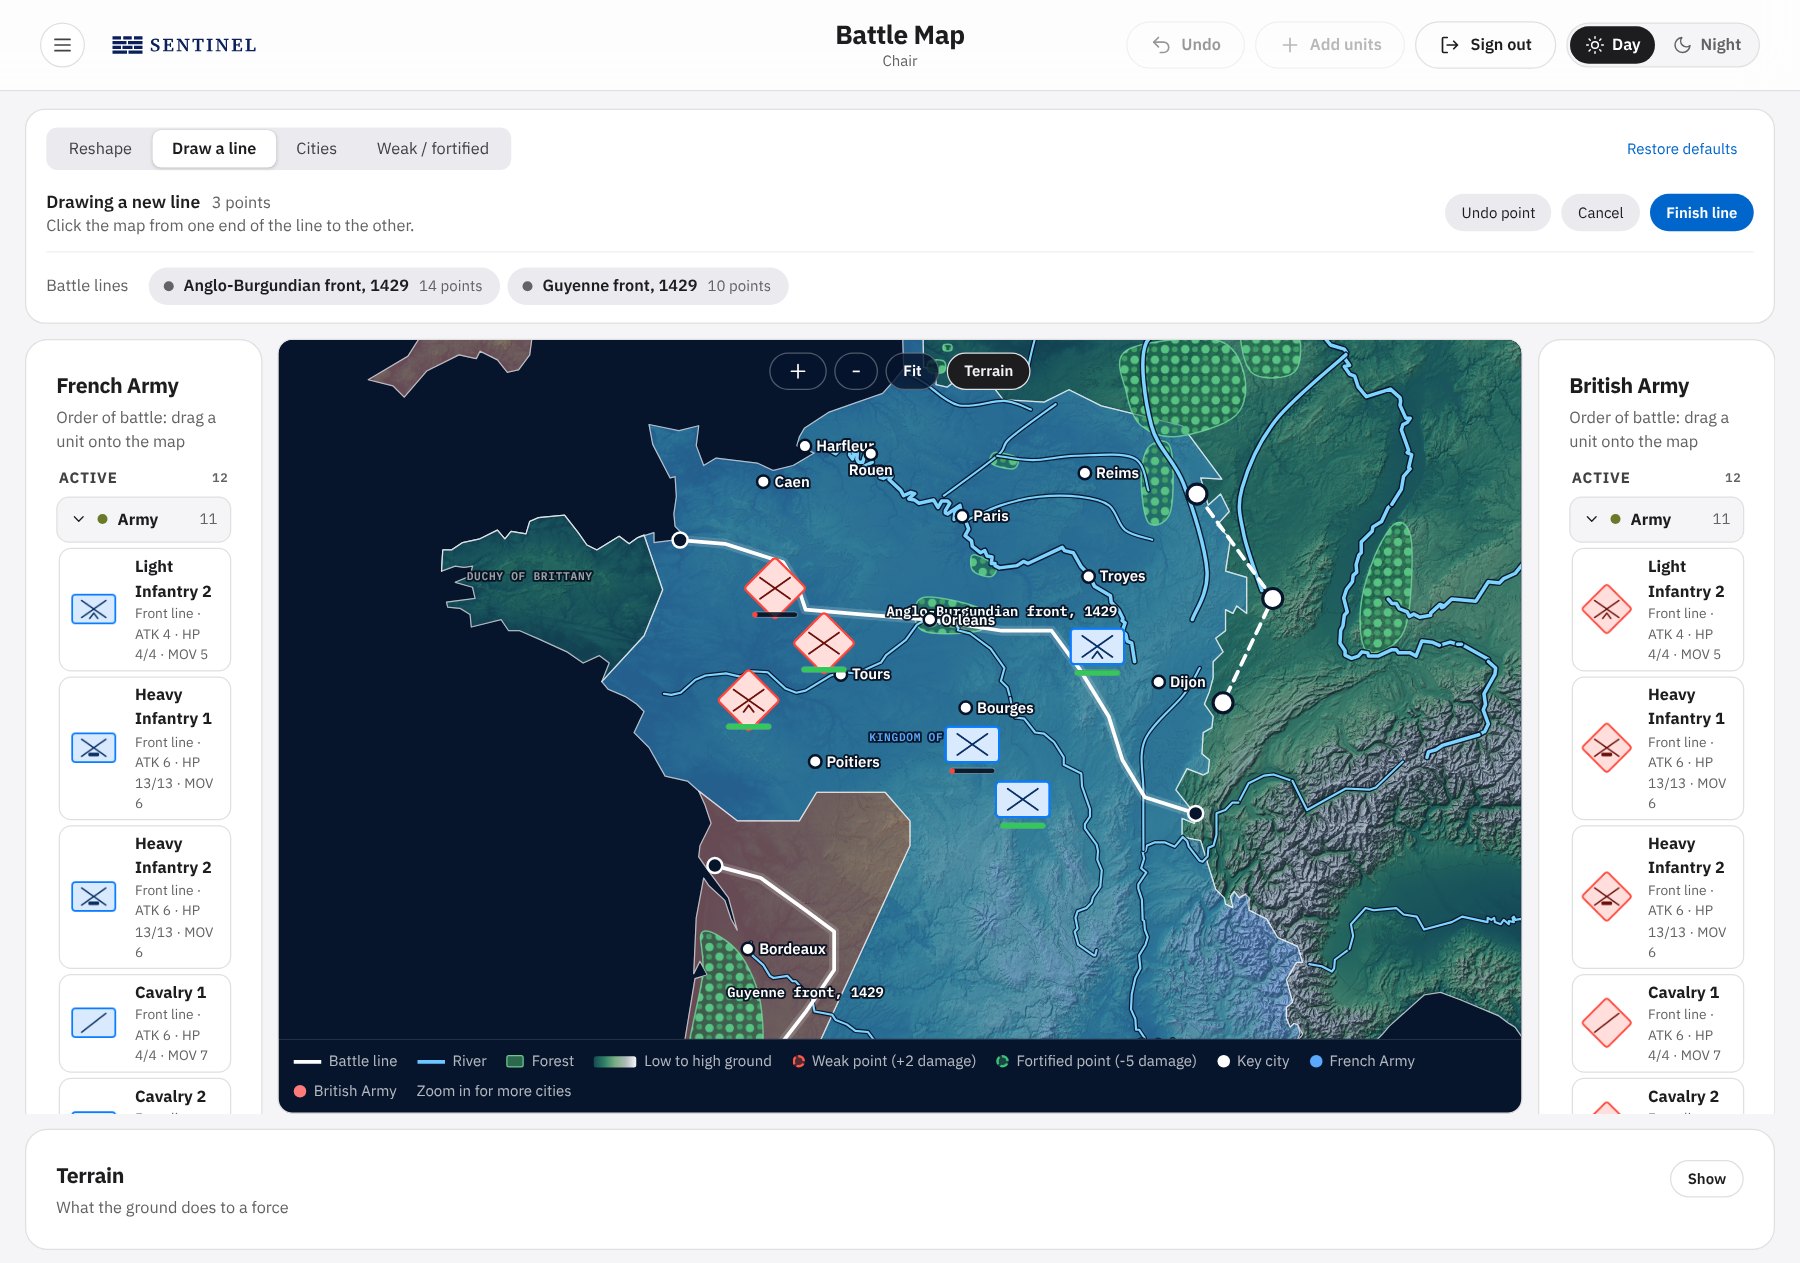 SENTINEL
Battle Map
Chair
Undo
Add units
Sign out
Day
Night
Reshape
Draw a line
Cities
Weak / fortified
Restore defaults
Drawing a new line 3 points
Click the map from one end of the line to the other.
Undo point
Cancel
Finish line
Battle lines
Anglo-Burgundian front, 1429 14 points
Guyenne front, 1429 10 points
French Army
Order of battle: drag a
unit onto the map
ACTIVE 12
Army 11
Light
Infantry 2
Front line ·
ATK 4 · HP
4/4 · MOV 5
Heavy
Infantry 1
Front line ·
ATK 6 · HP
13/13 · MOV
6
Heavy
Infantry 2
Front line ·
ATK 6 · HP
13/13 · MOV
6
Cavalry 1
Front line ·
ATK 6 · HP
4/4 · MOV 7
Cavalry 2
+
-
Fit
Terrain
Harfleur
Rouen
Caen
Reims
Paris
DUCHY OF BRITTANY
Troyes
Anglo-Burgundian front, 1429
Orléans
Tours
Dijon
Bourges
KINGDOM OF
Poitiers
Bordeaux
Guyenne front, 1429
Battle line
River
Forest
Low to high ground
Weak point (+2 damage)
Fortified point (-5 damage)
Key city
French Army
British Army
Zoom in for more cities
British Army
Order of battle: drag a
unit onto the map
ACTIVE 12
Army 11
Light
Infantry 2
Front line ·
ATK 4 · HP
4/4 · MOV 5
Heavy
Infantry 1
Front line ·
ATK 6 · HP
13/13 · MOV
6
Heavy
Infantry 2
Front line ·
ATK 6 · HP
13/13 · MOV
6
Cavalry 1
Front line ·
ATK 6 · HP
4/4 · MOV 7
Cavalry 2
Terrain
What the ground does to a force
Show